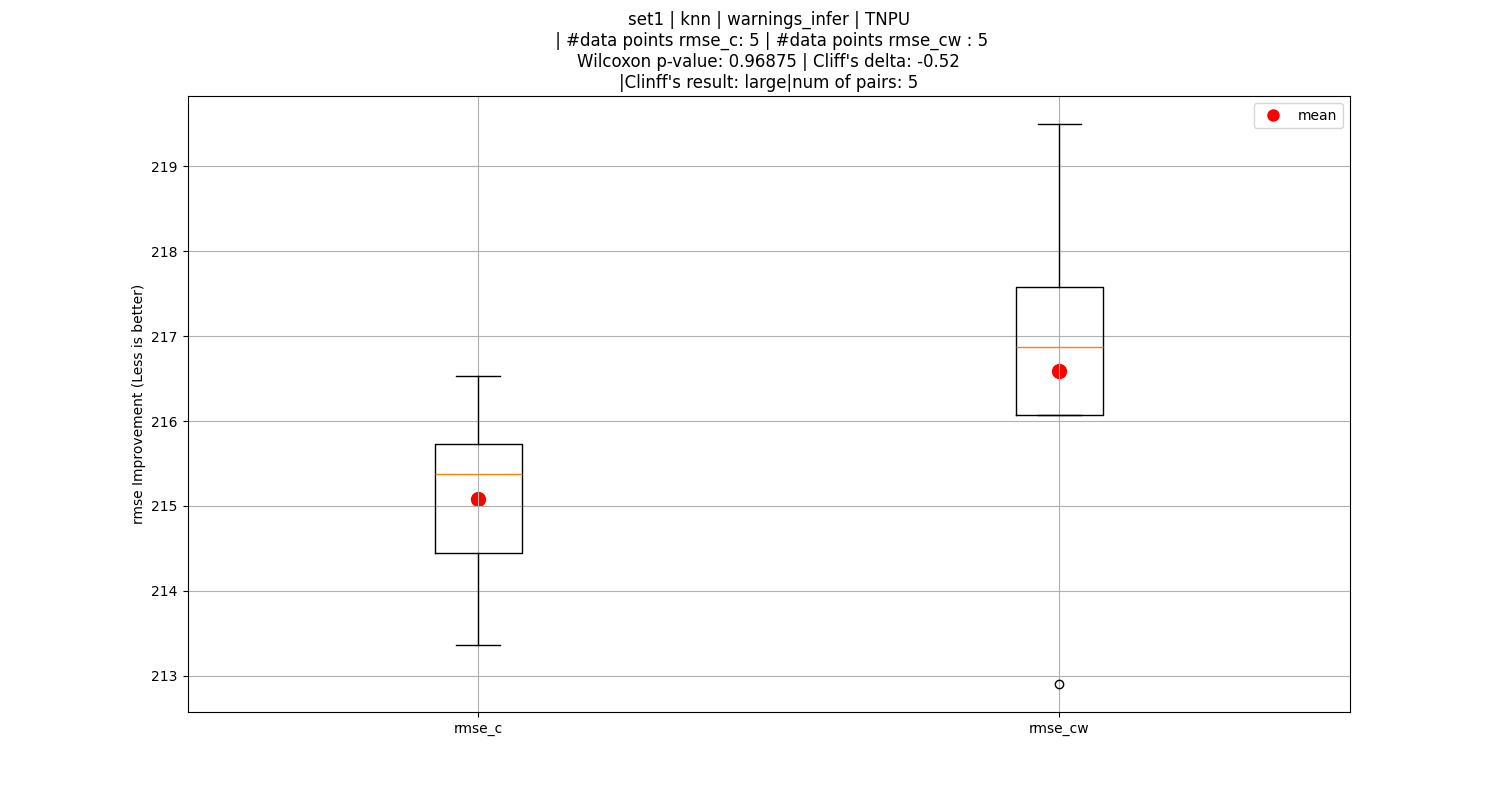 set1 | knn | warnings_infer | TNPU
| #data points rmse_c: 5 | #data points rmse_cw : 5
Wilcoxon p-value: 0.96875 | Cliff's delta: -0.52
|Clinff's result: large|num of pairs: 5
mean
219
218
217
216
215
214
213
rmse Improvement (Less is better)
rmse_c
rmse_cw